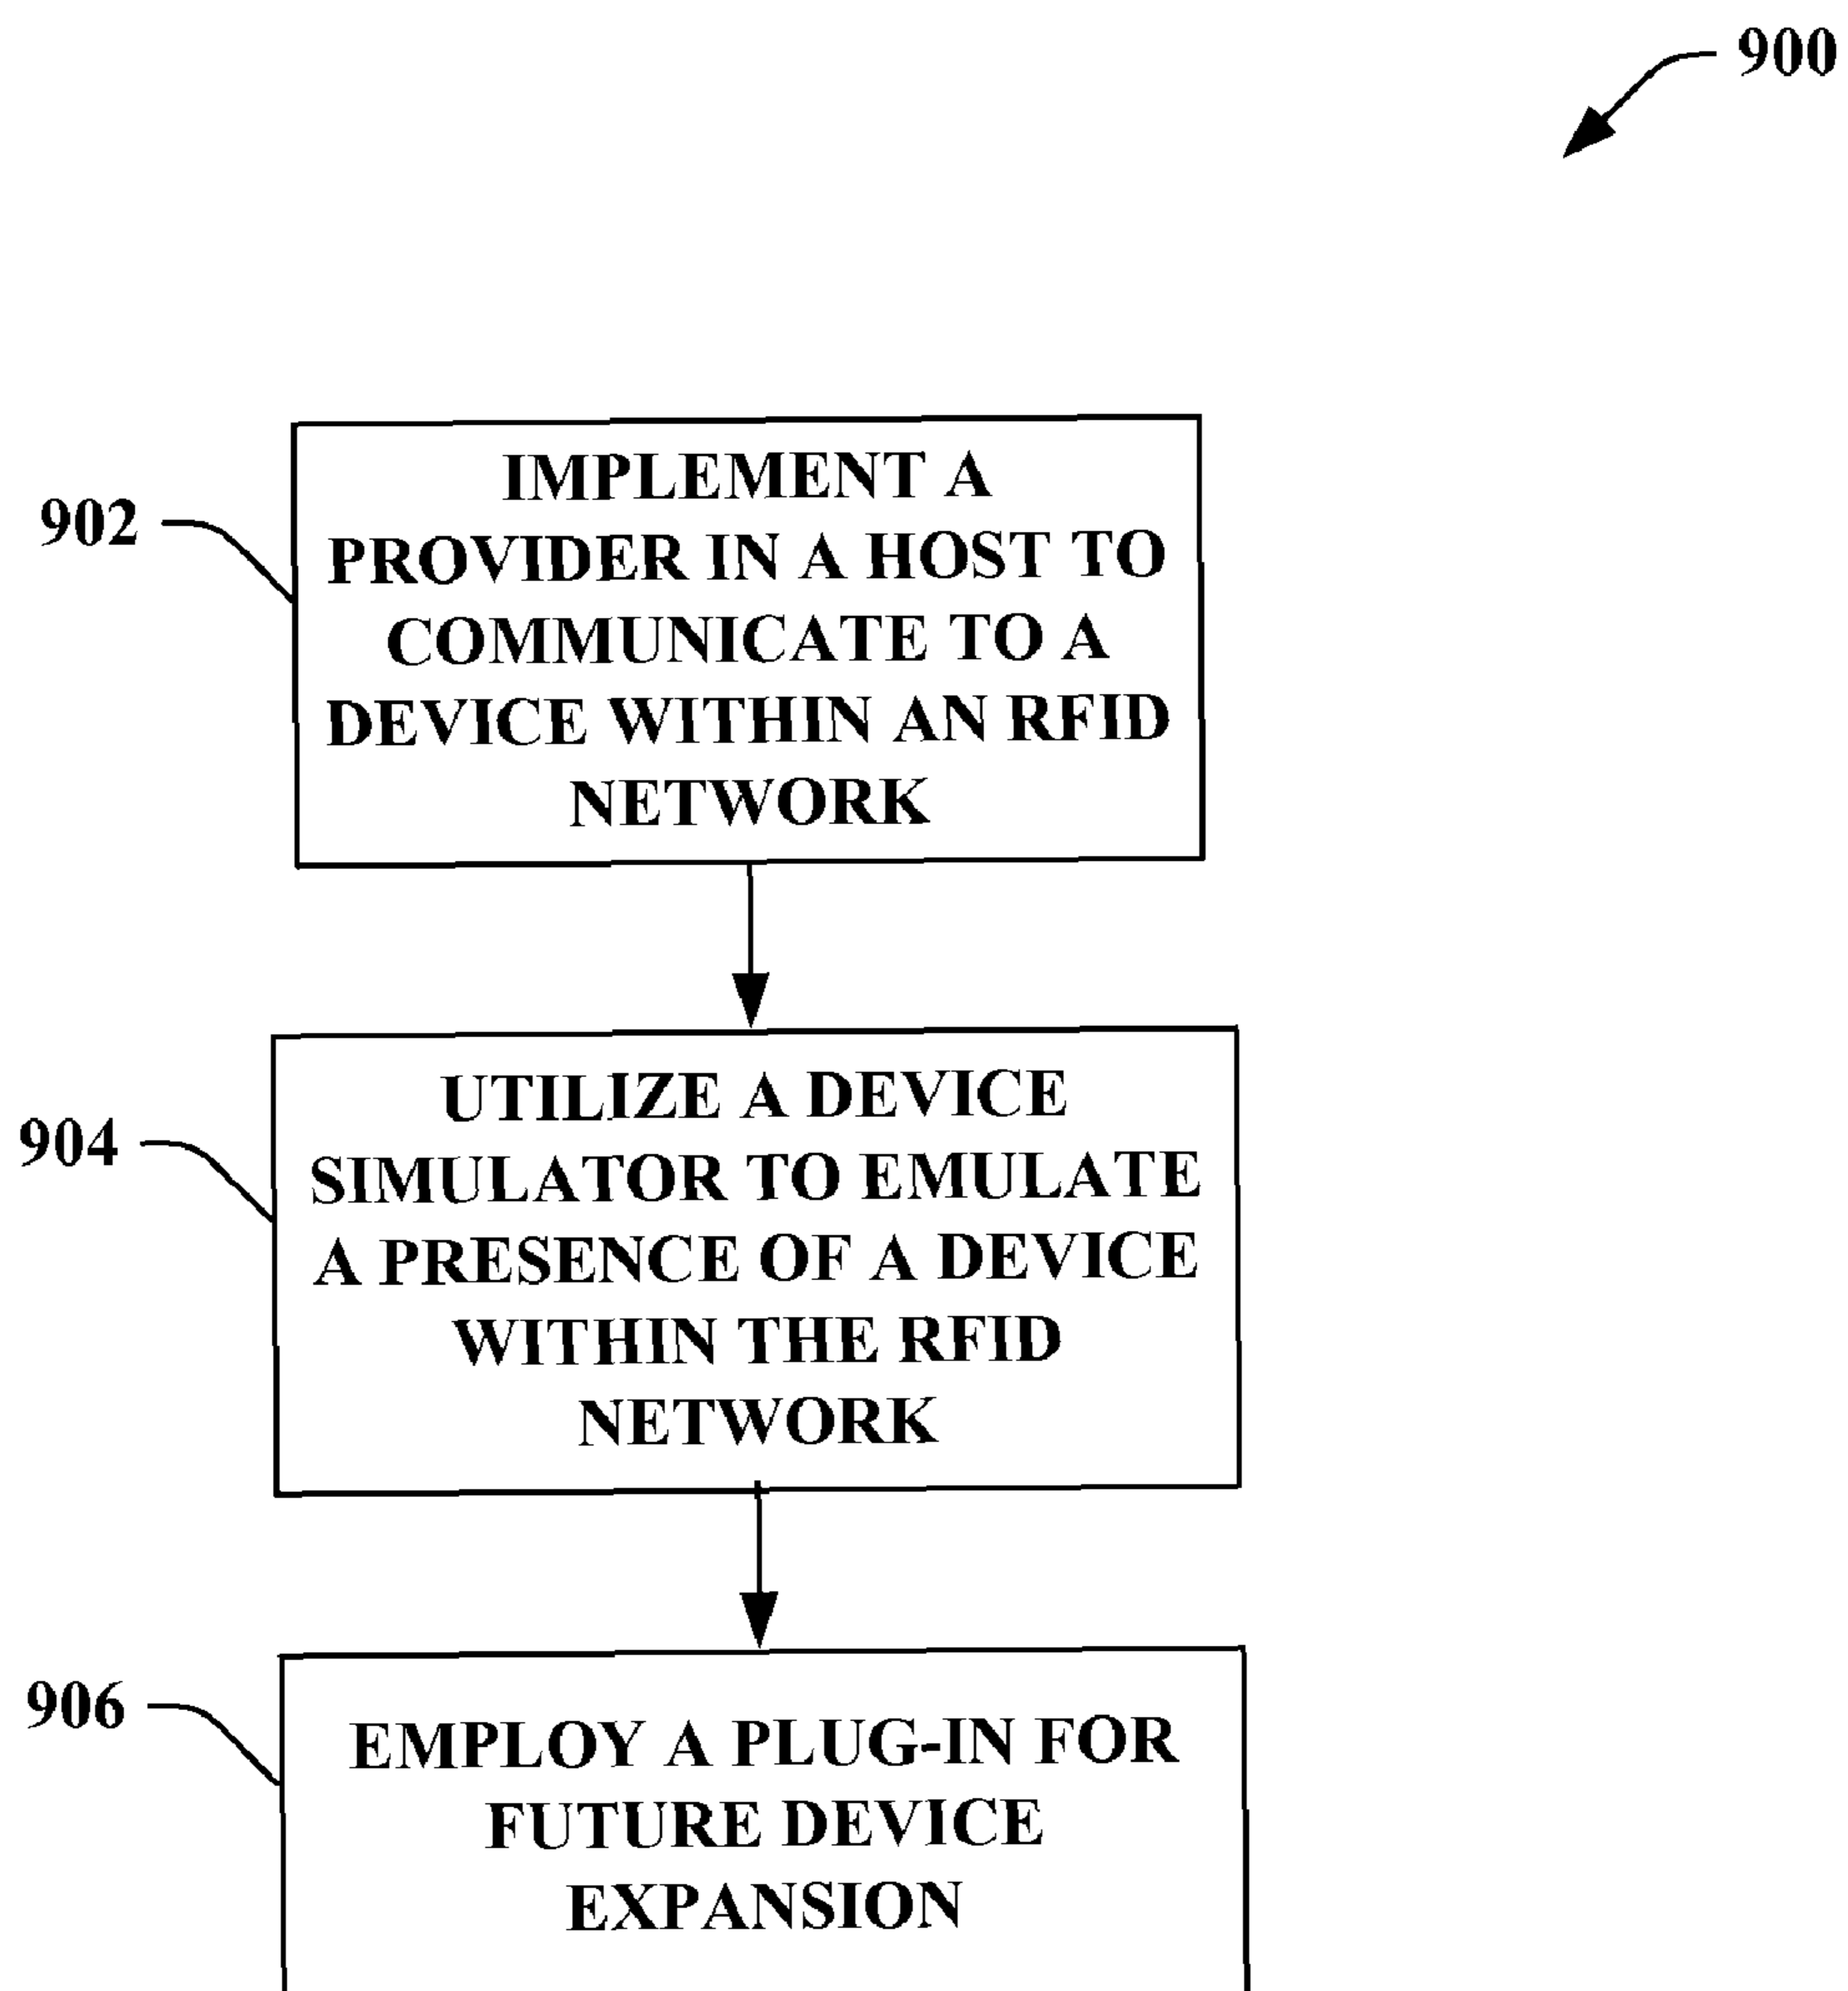 900
902
IMPLEMENT A
PROVIDER IN A HOST TO
COMMUNICATE TO A
DEVICE WITHIN AN RFID
NETWORK
904
UTILIZE A DEVICE
SIMULATOR TO EMULATE
A PRESENCE OF A DEVICE
WITHIN THE RFID
NETWORK
906
EMPLOY A PLUG-IN FOR
FUTURE DEVICE
EXPANSION